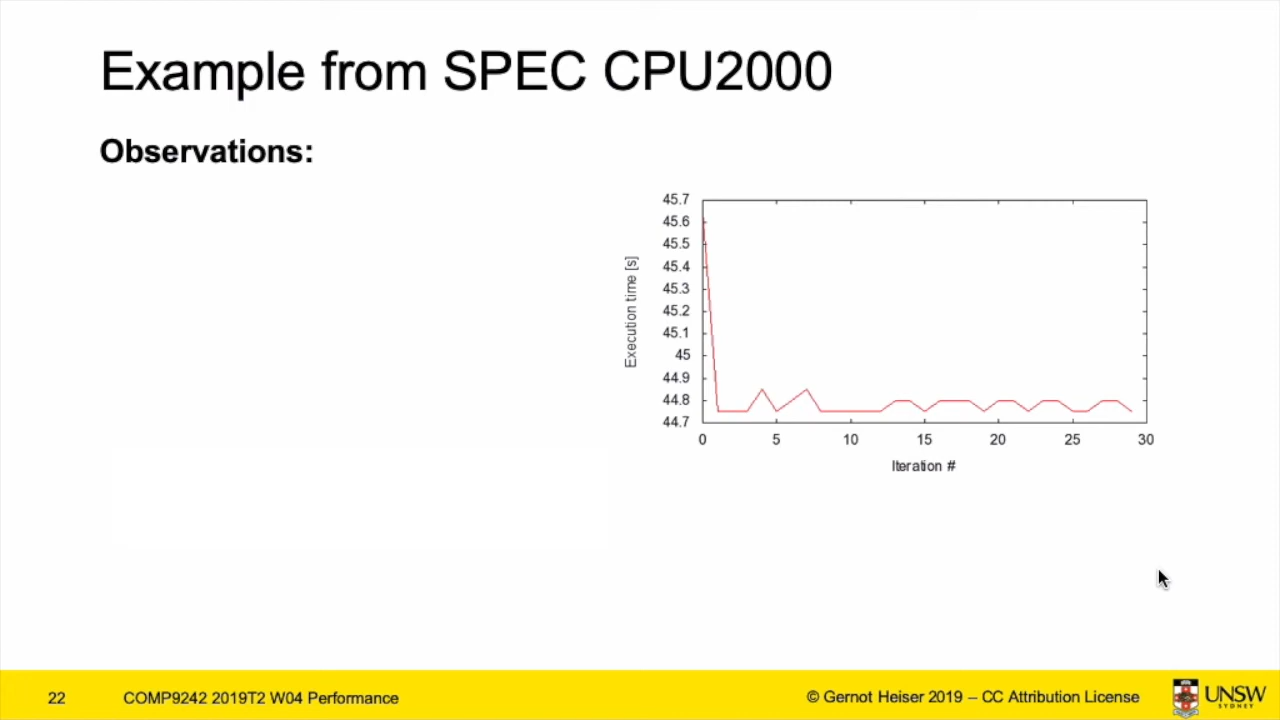 Example from SPEC CPU2000
Observations:
45.7
45.6
45.5
45.4
45.3
45.2
45.1
45
44.9
44.8
44.7
Execution time [s]
0 5 10 15 20 25 30
Iteration #
22 COMP9242 2019T2 W04 Performance © Gernot Heiser 2019 – CC Attribution License UNSW
SYDNEY